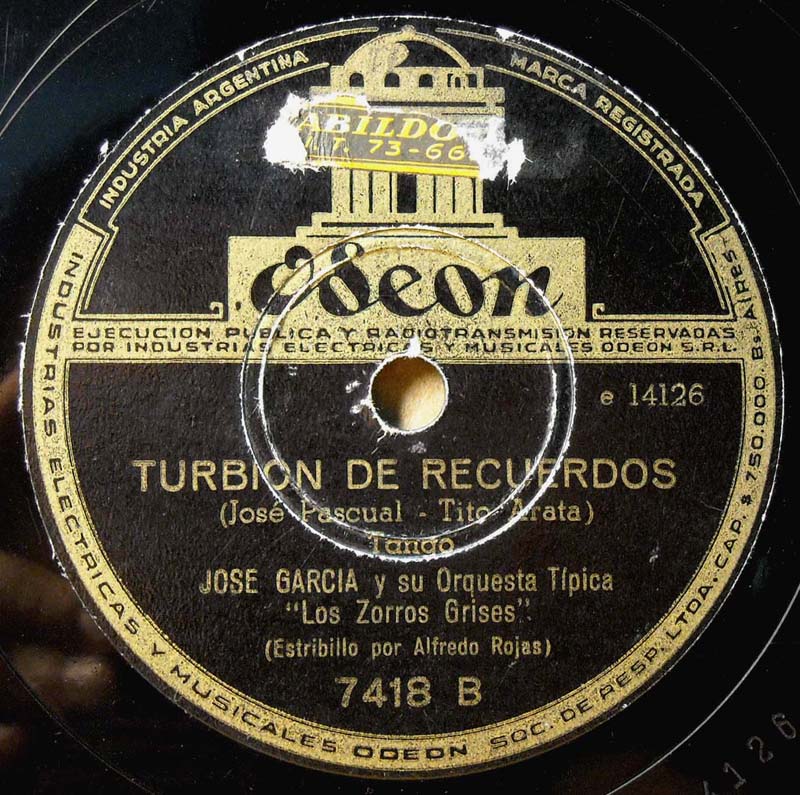 INDUSTRIA ARGENTINA
MARCA REGISTRADA
ABILDO
T. 73-66
Odeon
EJECUCION PUBLICA Y RADIOTRANSMISION RESERVADAS
POR INDUSTRIAS ELECTRICAS Y MUSICALES ODEON S.R.L.
e 14126
TURBION DE RECUERDOS
(José Pascual - Tito Arata)
Tango
JOSE GARCIA y su Orquesta Típica
"Los Zorros Grises".
(Estribillo por Alfredo Rojas)
7418 B
INDUSTRIAS ELECTRICAS Y MUSICALES ODEON SOC. DE RESP. LTDA. CAP. $ 750.000. Bs. AIRES.
4126